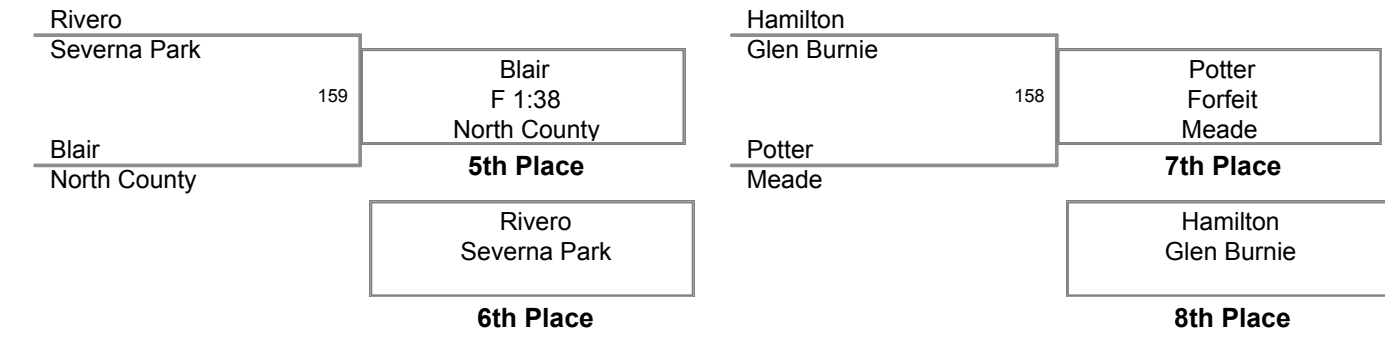 Rivero
Severna Park
159
Blair
North County
Blair
F 1:38
North County
5th Place
Rivero
Severna Park
6th Place
Hamilton
Glen Burnie
158
Potter
Meade
Potter
Forfeit
Meade
7th Place
Hamilton
Glen Burnie
8th Place